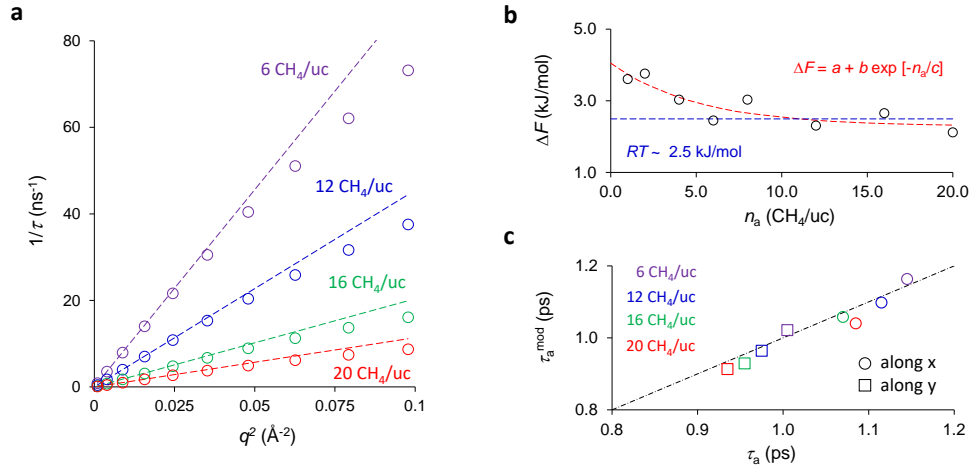 a
80
60
40
20
0
1/τ (ns⁻¹)
6 CH₄/uc
12 CH₄/uc
16 CH₄/uc
20 CH₄/uc
0 0.025 0.05 0.075 0.1
q² (Å⁻²)
b
5.0
3.0
1.0
ΔF (kJ/mol)
ΔF = a + b exp [-nₐ/c]
RT ~ 2.5 kJ/mol
0.0 5.0 10.0 15.0 20.0
nₐ (CH₄/uc)
c
1.2
1.0
0.8
τₐᵐᵒᵈ (ps)
6 CH₄/uc
12 CH₄/uc
16 CH₄/uc
20 CH₄/uc
along x
along y
0.8 0.9 1.0 1.1 1.2
τₐ (ps)